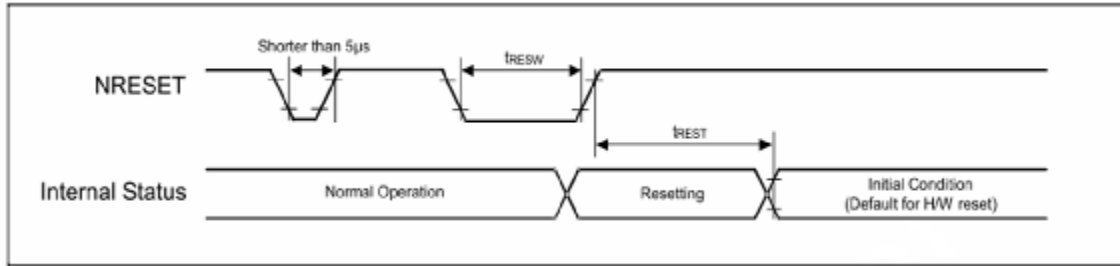 Shorter than 5µs
tRESW
NRESET
tREST
Internal Status
Normal Operation
Resetting
Initial Condition
(Default for H/W reset)